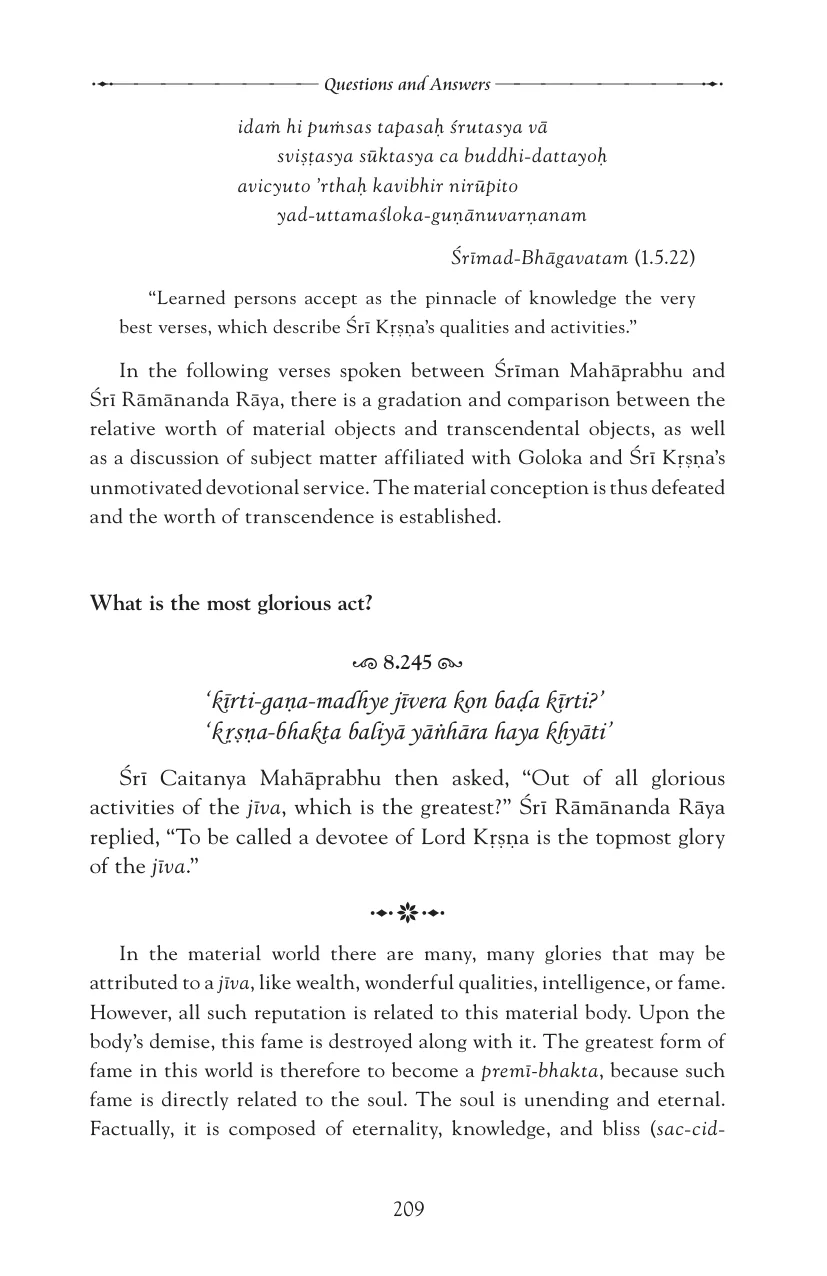 Questions and Answers
idaṁ hi puṁsas tapasaḥ śrutasya vā
sviṣṭasya sūktasya ca buddhi-dattayoḥ
avicyuto ’rthaḥ kavibhir nirūpito
yad-uttamaśloka-guṇānuvarṇanam
Śrīmad-Bhāgavatam (1.5.22)
“Learned persons accept as the pinnacle of knowledge the very
best verses, which describe Śrī Kṛṣṇa’s qualities and activities.”
In the following verses spoken between Śrīman Mahāprabhu and
Śrī Rāmānanda Rāya, there is a gradation and comparison between the
relative worth of material objects and transcendental objects, as well
as a discussion of subject matter affiliated with Goloka and Śrī Kṛṣṇa’s
unmotivated devotional service. The material conception is thus defeated
and the worth of transcendence is established.
What is the most glorious act?
8.245
‘kīrti-gaṇa-madhye jīvera kon baḍa kīrti?’
‘kṛṣṇa-bhakta baliyā yāṅhāra haya khyāti’
Śrī Caitanya Mahāprabhu then asked, “Out of all glorious
activities of the jīva, which is the greatest?” Śrī Rāmānanda Rāya
replied, “To be called a devotee of Lord Kṛṣṇa is the topmost glory
of the jīva.”
In the material world there are many, many glories that may be
attributed to a jīva, like wealth, wonderful qualities, intelligence, or fame.
However, all such reputation is related to this material body. Upon the
body’s demise, this fame is destroyed along with it. The greatest form of
fame in this world is therefore to become a premī-bhakta, because such
fame is directly related to the soul. The soul is unending and eternal.
Factually, it is composed of eternality, knowledge, and bliss (sac-cid-
209